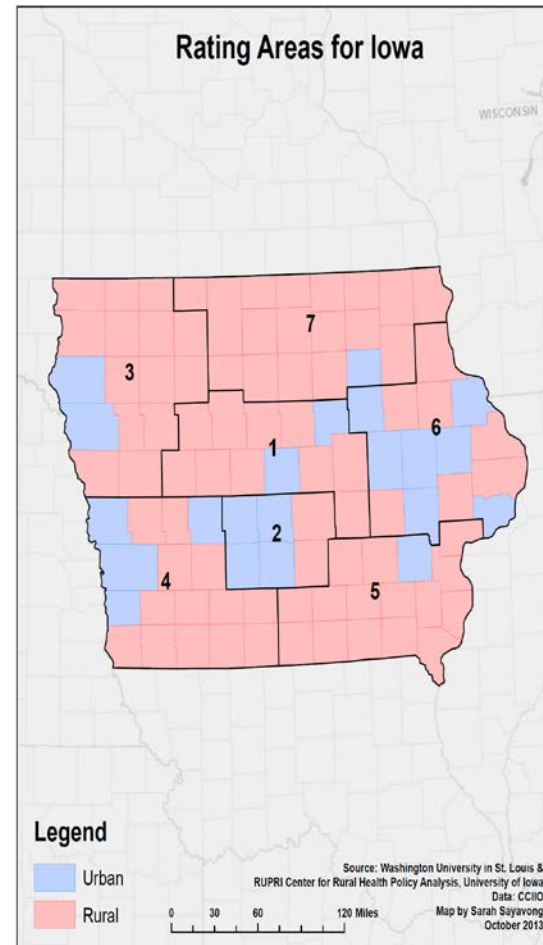 Rating Areas for Iowa
WISCONSIN
7
3
6
1
2
4
5
Legend
Urban
Rural
0 30 60 120 Miles
Source: Washington University in St. Louis &
RUPRI Center for Rural Health Policy Analysis, University of Iowa
Data: CCIIO
Map by Sarah Sayavong
October 2013